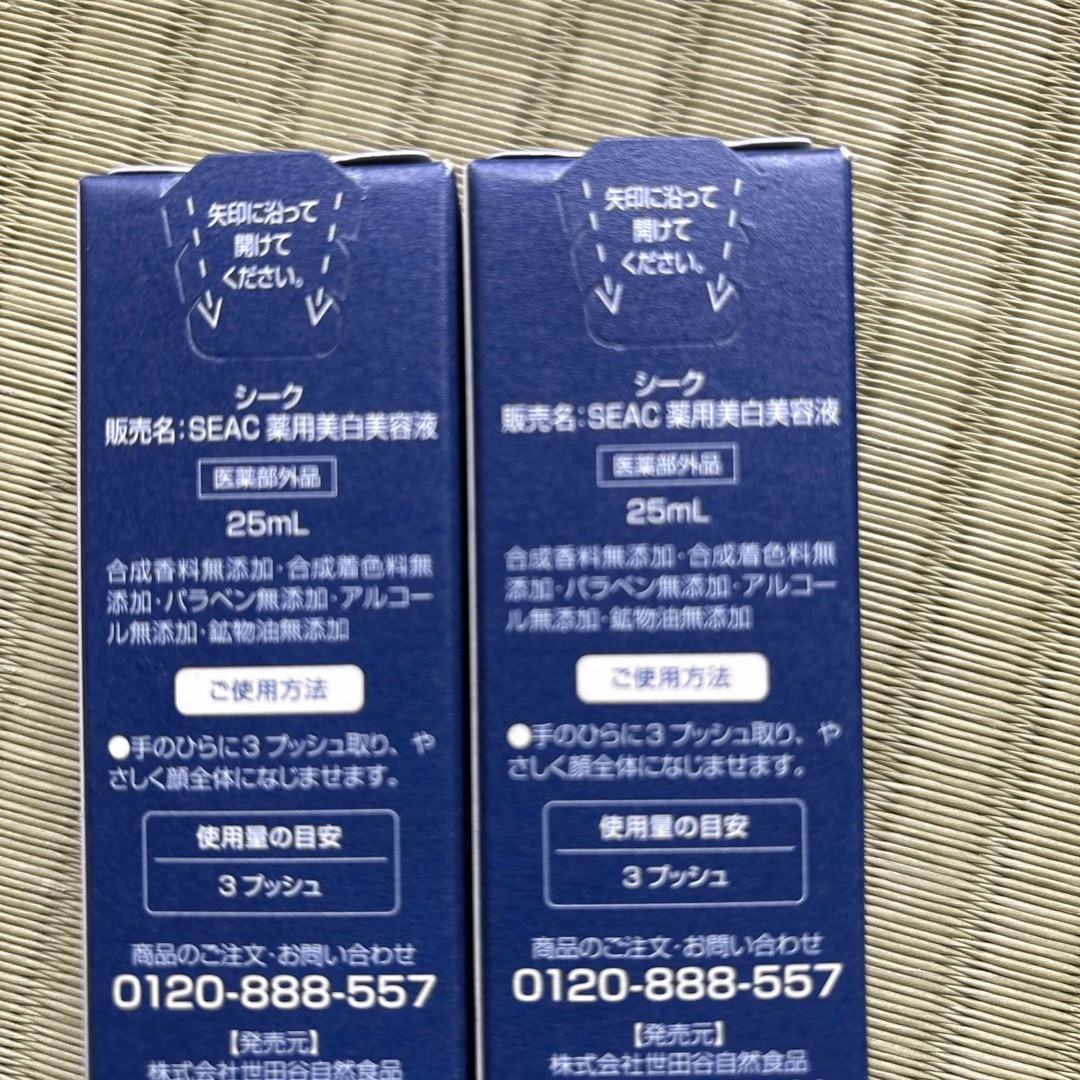 矢印に沿って
開けて
ください。
シーク
販売名:SEAC 薬用美白美容液
医薬部外品
25mL
合成香料無添加・合成着色料無
添加・パラベン無添加・アルコー
ル無添加・鉱物油無添加
ご使用方法
●手のひらに3プッシュ取り、や
さしく顔全体になじませます。
使用量の目安
3プッシュ
商品のご注文・お問い合わせ
0120-888-557
【発売元】
株式会社世田谷自然食品
矢印に沿って
開けて
ください。
シーク
販売名:SEAC 薬用美白美容液
医薬部外品
25mL
合成香料無添加・合成着色料無
添加・パラベン無添加・アルコー
ル無添加・鉱物油無添加
ご使用方法
●手のひらに3プッシュ取り、や
さしく顔全体になじませます。
使用量の目安
3プッシュ
商品のご注文・お問い合わせ
0120-888-557
【発売元】
株式会社世田谷自然食品